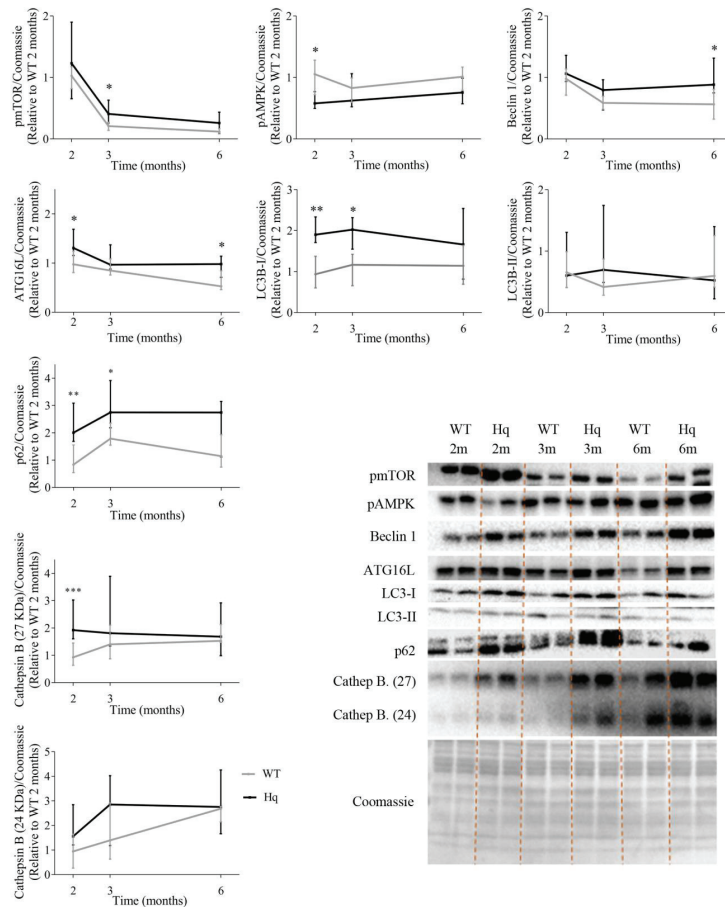 pmTOR/Coomassie
(Relative to WT 2 months)
2
1
0
*
2 3 6
Time (months)
pAMPK/Coomassie
(Relative to WT 2 months)
2
1
0
*
2 3 6
Time (months)
Beclin 1/Coomassie
(Relative to WT 2 months)
2
1
0
*
2 3 6
Time (months)
ATG16L/Coomassie
(Relative to WT 2 months)
2
1
0
*
*
2 3 6
Time (months)
LC3B-I/Coomassie
(Relative to WT 2 months)
3
2
1
0
**
*
2 3 6
Time (months)
LC3B-II/Coomassie
(Relative to WT 2 months)
2
1
0
2 3 6
Time (months)
p62/Coomassie
(Relative to WT 2 months)
5
4
3
2
1
0
**
*
2 3 6
Time (months)
Cathepsin B (27 KDa)/Coomassie
(Relative to WT 2 months)
5
4
3
2
1
0
***
2 3 6
Time (months)
Cathepsin B (24 KDa)/Coomassie
(Relative to WT 2 months)
5
4
3
2
1
0
2 3 6
Time (months)
WT
Hq
WT Hq WT Hq WT Hq
2m 2m 3m 3m 6m 6m
pmTOR
pAMPK
Beclin 1
ATG16L
LC3-I
LC3-II
p62
Cathep B. (27)
Cathep B. (24)
Coomassie